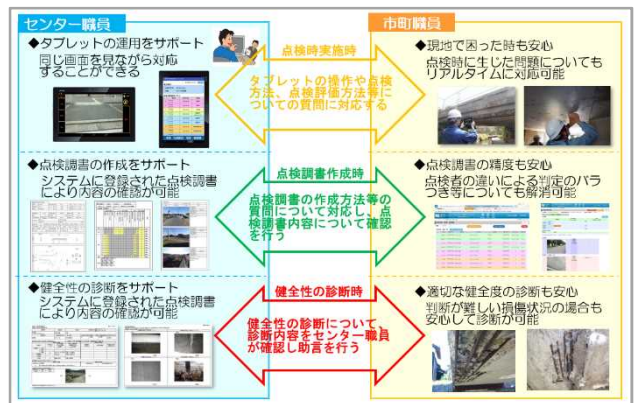 センター職員
◆タブレットの運用をサポート
同じ画面を見ながら対応
することができる
点検時実施時
タブレットの操作や点検
方法、点検評価方法等に
ついての質問に対応する
市町職員
◆現地で困った時も安心
点検時に生じた問題についても
リアルタイムに対応可能
◆点検調書の作成をサポート
システムに登録された点検調書
により内容の確認が可能
点検調書作成時
点検調書の作成方法等の
質問について対応し、点
検調書内容について確認
を行う
◆点検調書の精度も安心
点検者の違いによる判定のバラ
つき等についても解消可能
◆健全性の診断をサポート
システムに登録された点検調書
により内容の確認が可能
健全性の診断時
健全性の診断について、
診断内容をセンター職員
が確認し助言を行う
◆適切な健全度の診断も安心
判断が難しい損傷状況の場合も
安心して診断が可能